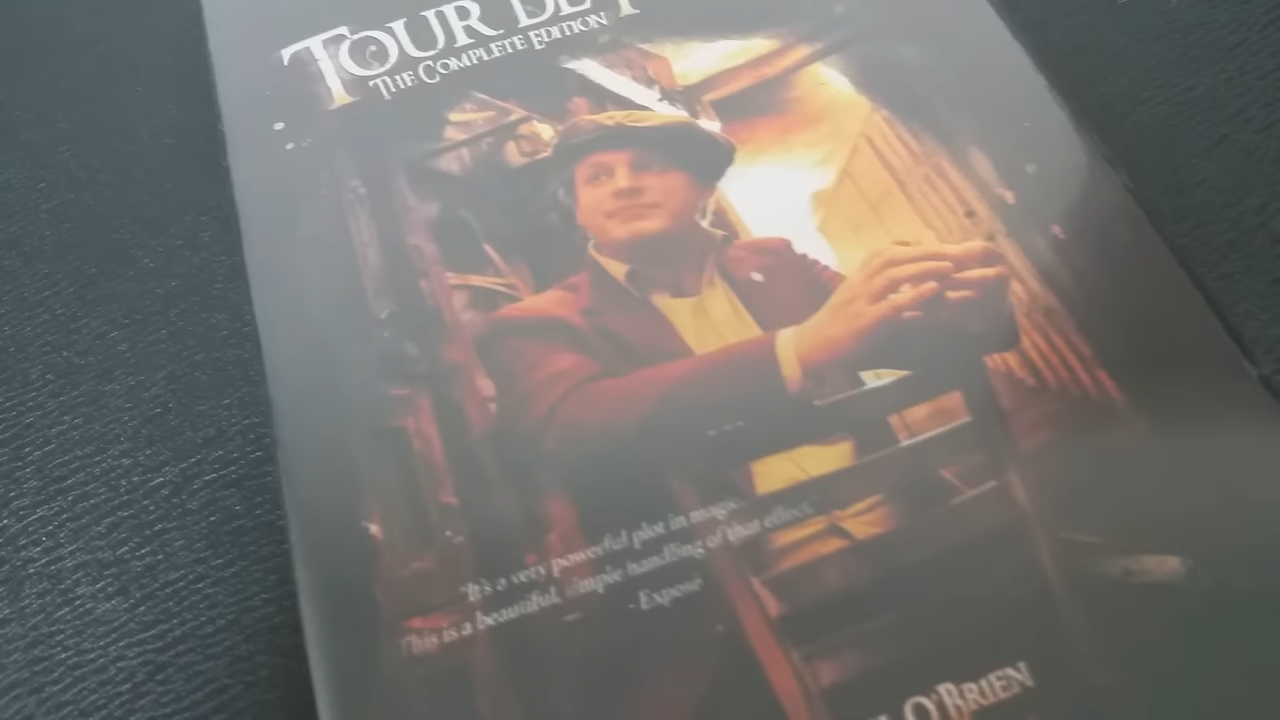 TOUR DE
THE COMPLETE EDITION
"It's a very powerful plot in magic.
This is a beautiful, simple handling of that effect.
-Expose
O'BRIEN